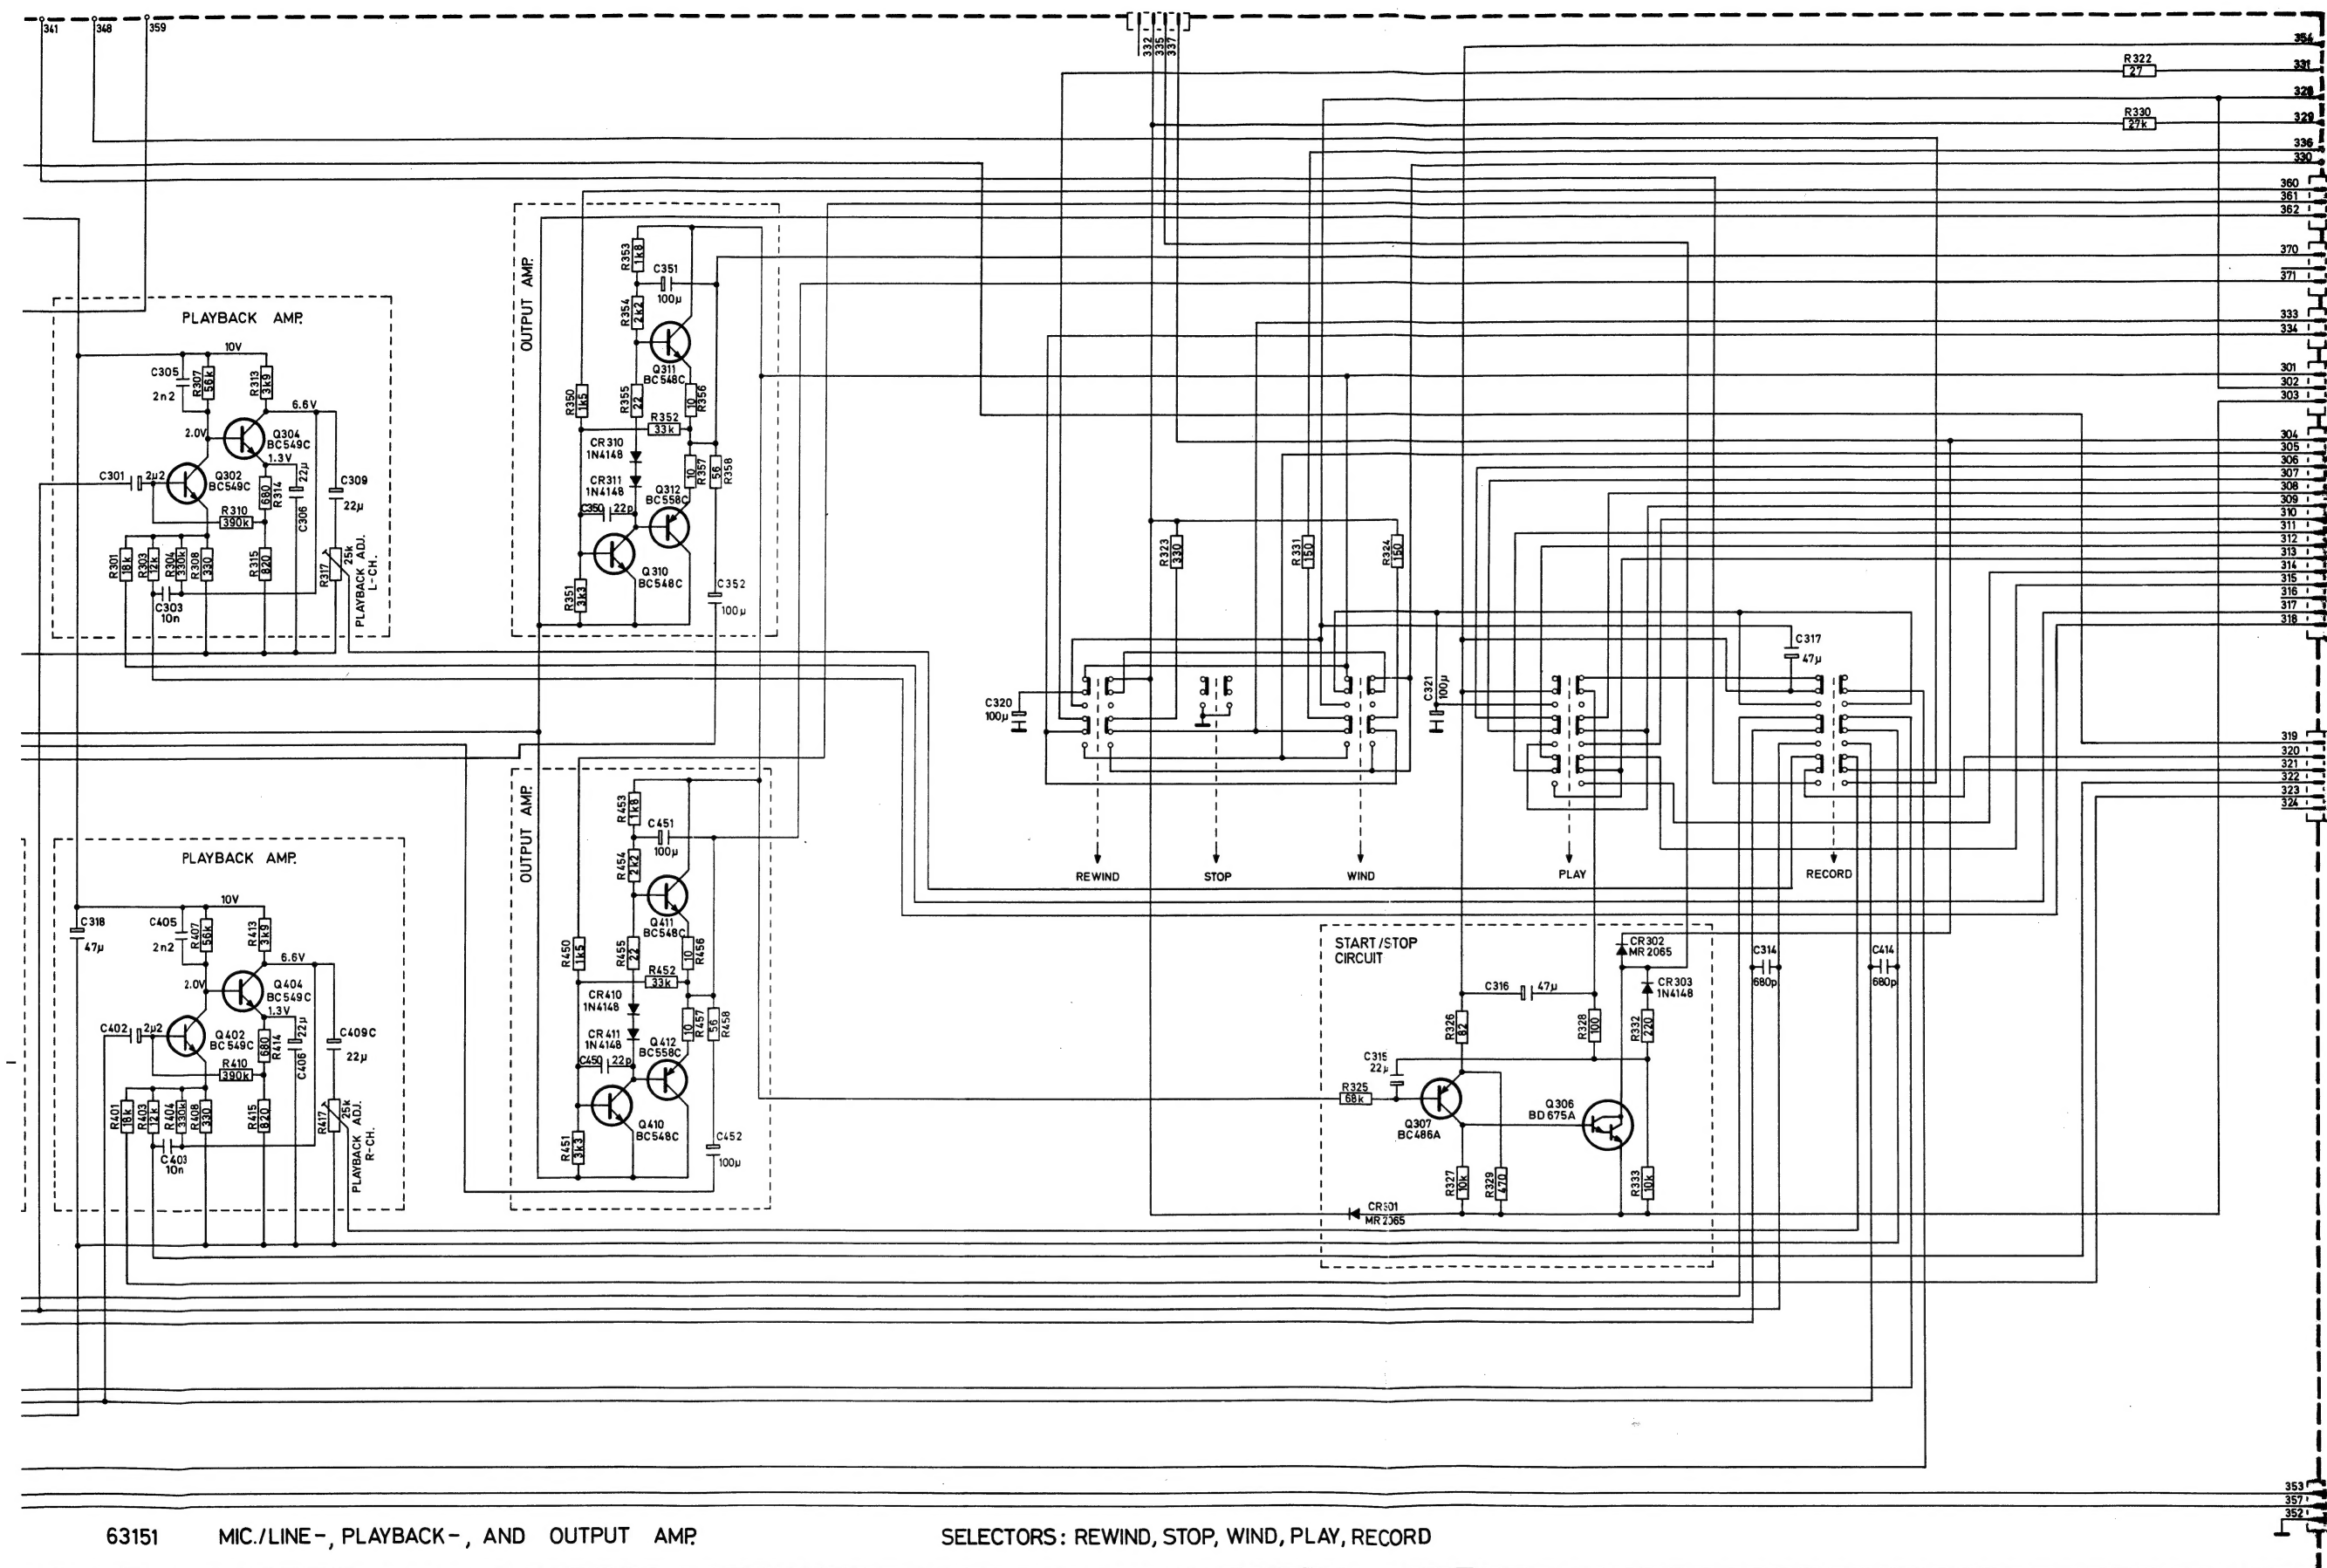 341
348
359
332
335
337
354
R322
27
331
328
R330
27k
329
336
330
360
361
362
370
371
333
334
301
302
303
304
305
306
307
308
309
310
311
312
313
314
315
316
317
318
319
320
321
322
323
324
353
357
352
PLAYBACK AMP.
10V
C305
2n2
R307
56k
R313
3k9
6.6V
2.0V
Q304
BC549C
1.3V
C301
2µ2
Q302
BC549C
R314
680
22µ
C306
C309
22µ
R310
390k
R301
18k
R303
12k
R304
330k
R308
330
R315
820
R317
25k
PLAYBACK ADJ.
L-CH.
C303
10n
OUTPUT AMP.
R353
1k8
C351
100µ
R354
2k2
Q311
BC548C
R350
1k5
R355
22
R356
10
R352
33k
CR310
1N4148
CR311
1N4148
R357
10
R358
56
Q312
BC558C
C350
22p
Q310
BC548C
R351
3k3
C352
100µ
R323
330
R331
150
R324
150
C320
100µ
C321
100µ
C317
47µ
REWIND
STOP
WIND
PLAY
RECORD
PLAYBACK AMP.
10V
C318
47µ
C405
2n2
R407
56k
R413
3k9
6.6V
2.0V
Q404
BC549C
1.3V
C402
2µ2
Q402
BC549C
R414
680
22µ
C406
C409C
22µ
R410
390k
R401
18k
R403
12k
R404
330k
R408
330
R415
820
R417
25k
PLAYBACK ADJ.
R-CH.
C403
10n
OUTPUT AMP.
R453
1k8
C451
100µ
R454
2k2
Q411
BC548C
R450
1k5
R455
22
R456
10
R452
33k
CR410
1N4148
CR411
1N4148
R457
10
R458
56
Q412
BC558C
C450
22p
Q410
BC548C
R451
3k3
C452
100µ
START/STOP
CIRCUIT
CR302
MR2065
CR303
1N4148
C316
47µ
R326
82
R328
100
R332
220
C315
22µ
R325
68k
Q307
BC486A
Q306
BD675A
R327
10k
R329
470
R333
10k
CR301
MR2065
C314
680p
C414
680p
63151 MIC./LINE-, PLAYBACK-, AND OUTPUT AMP. SELECTORS: REWIND, STOP, WIND, PLAY, RECORD